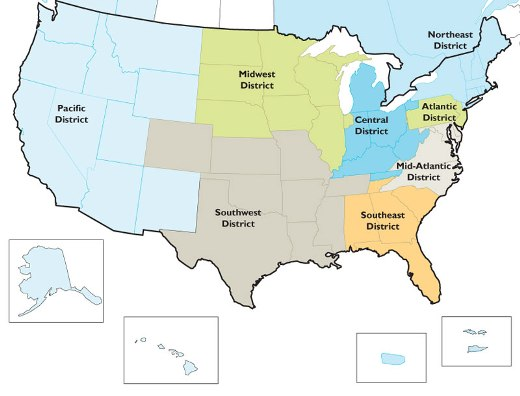 Northeast
District
Midwest
District
Pacific
District
Atlantic
District
Central
District
Mid-Atlantic
District
Southwest
District
Southeast
District